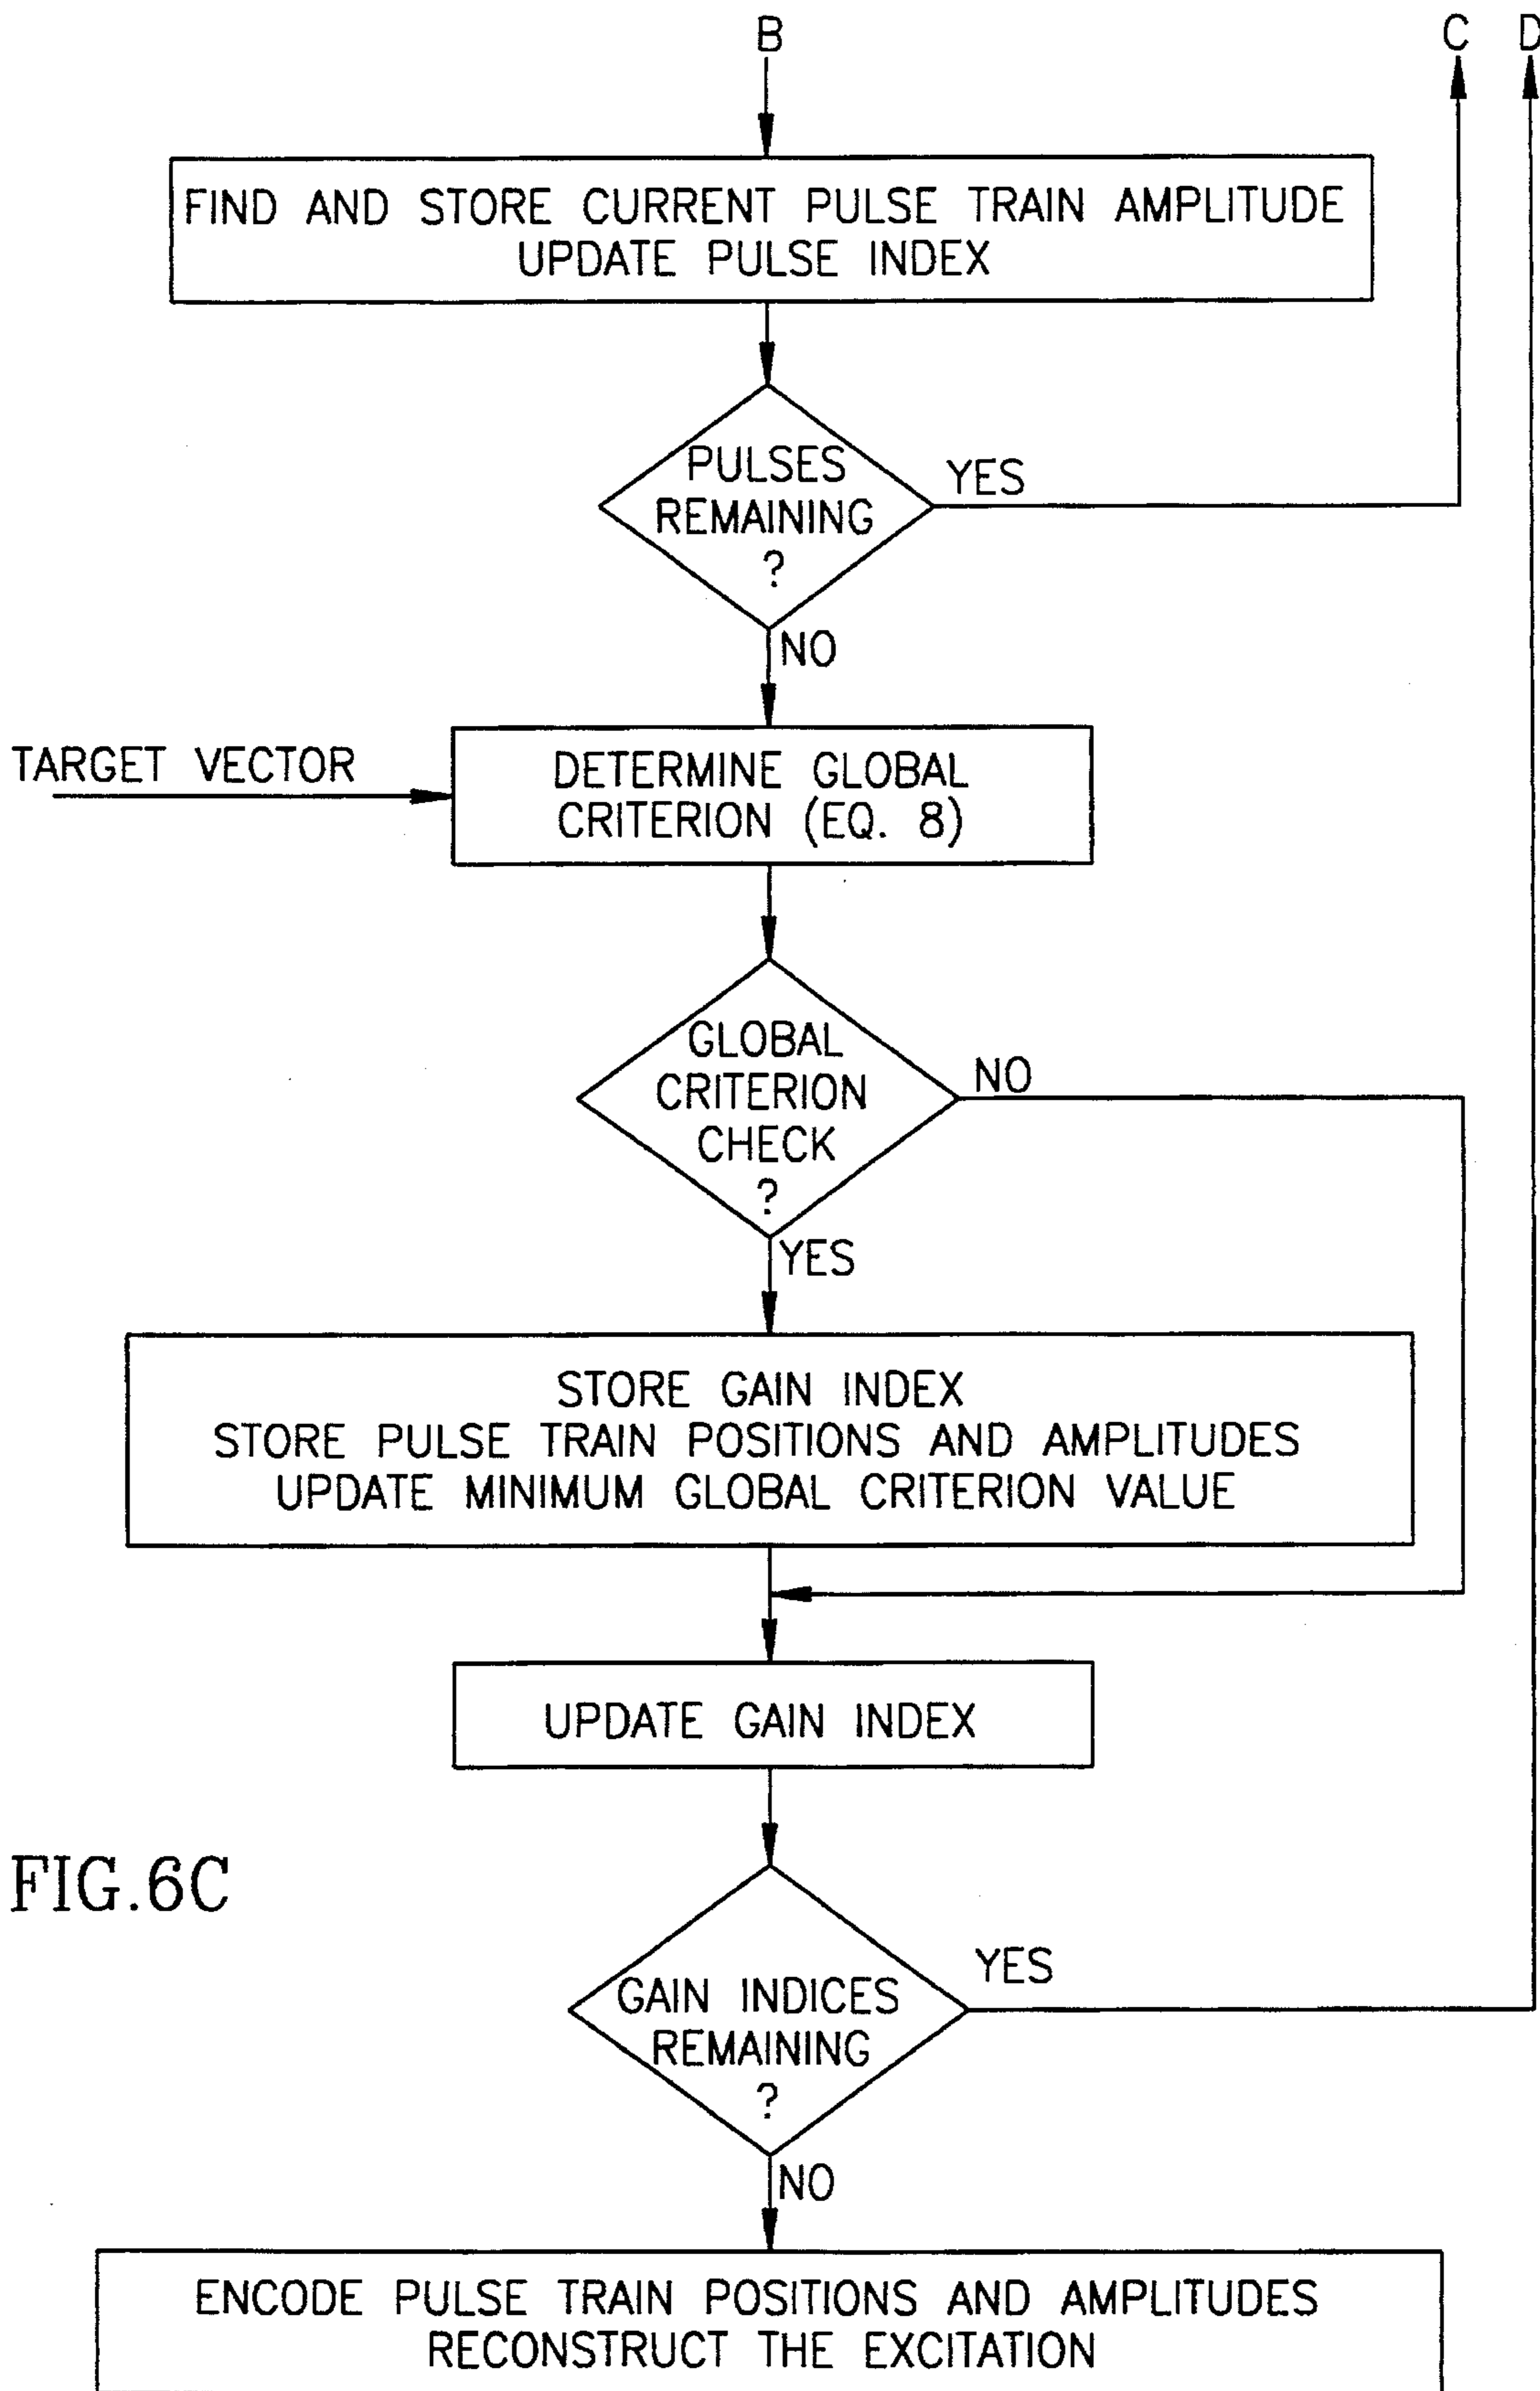 B
C D
FIND AND STORE CURRENT PULSE TRAIN AMPLITUDE
UPDATE PULSE INDEX
PULSES
REMAINING
?
YES
NO
TARGET VECTOR
DETERMINE GLOBAL
CRITERION (EQ. 8)
GLOBAL
CRITERION
CHECK
?
NO
YES
STORE GAIN INDEX
STORE PULSE TRAIN POSITIONS AND AMPLITUDES
UPDATE MINIMUM GLOBAL CRITERION VALUE
UPDATE GAIN INDEX
FIG.6C
GAIN INDICES
REMAINING
?
YES
NO
ENCODE PULSE TRAIN POSITIONS AND AMPLITUDES
RECONSTRUCT THE EXCITATION